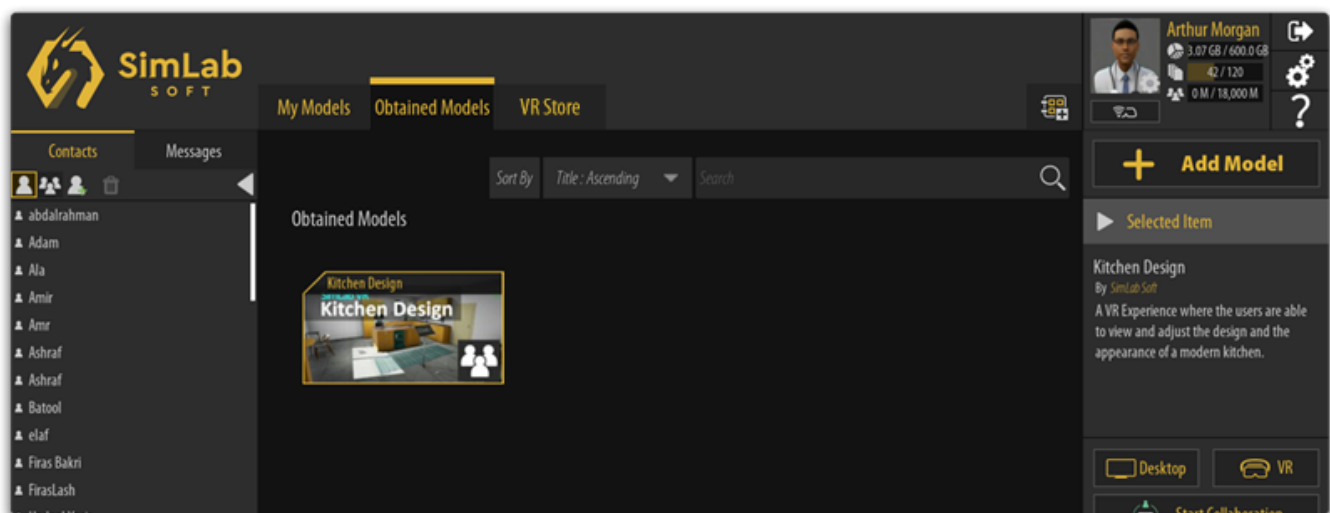 SimLab
SOFT
My Models
Obtained Models
VR Store
Arthur Morgan
3.07 GB / 600.0 GB
42 / 120
0 M / 18,000 M
?
Contacts
Messages
Sort By
Title : Ascending
Search
Add Model
abdalrahman
Adam
Ala
Amir
Amr
Ashraf
Ashraf
Batool
elaf
Firas Bakri
FirasLash
Obtained Models
Kitchen Design
SimLab VR
Kitchen Design
Selected Item
Kitchen Design
By SimLab Soft
A VR Experience where the users are able
to view and adjust the design and the
appearance of a modern kitchen.
Desktop
VR
Start Collaboration